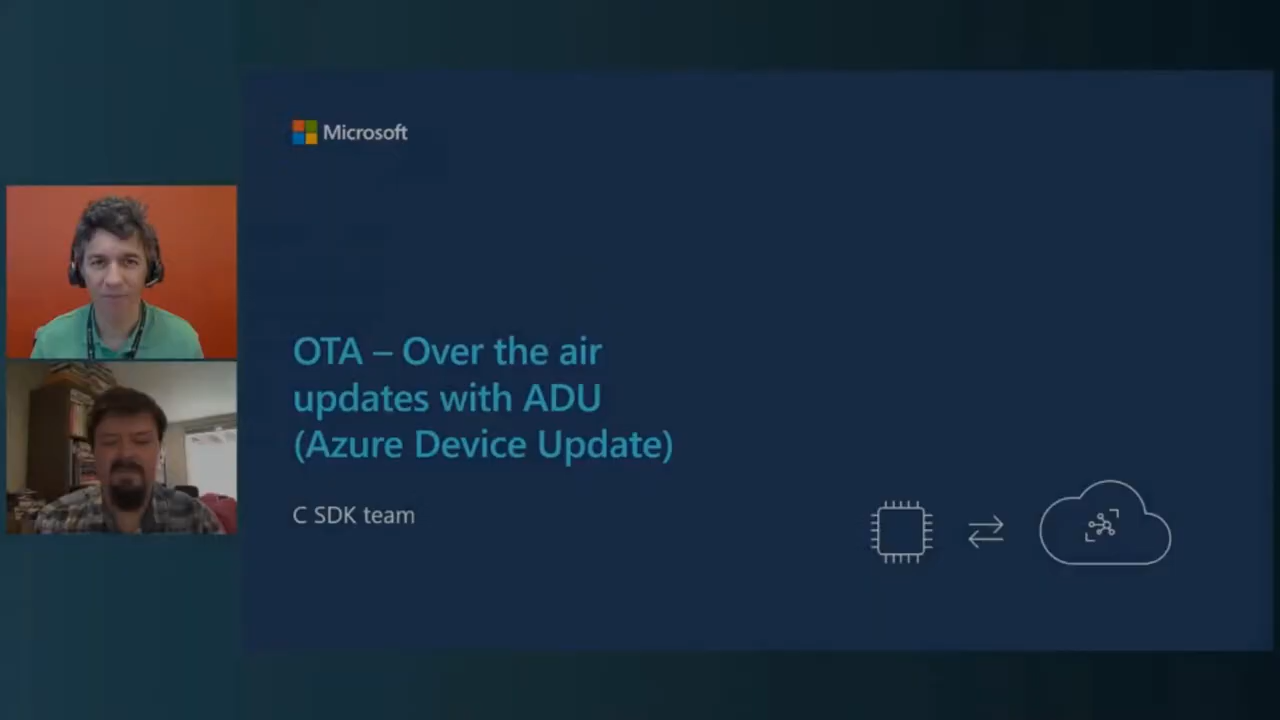 Microsoft
OTA – Over the air
updates with ADU
(Azure Device Update)
C SDK team